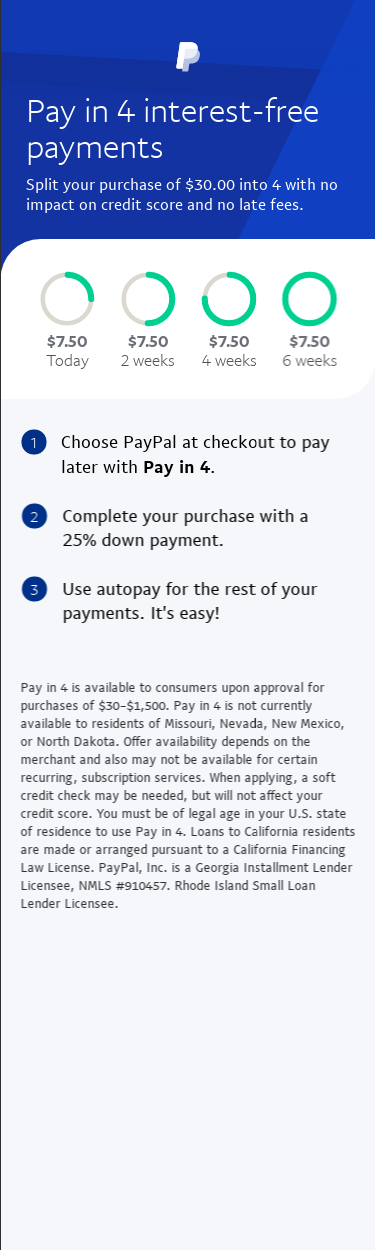 Pay in 4 interest-free
payments
Split your purchase of $30.00 into 4 with no
impact on credit score and no late fees.
$7.50 $7.50 $7.50 $7.50
Today 2 weeks 4 weeks 6 weeks
1 Choose PayPal at checkout to pay
later with Pay in 4.
2 Complete your purchase with a
25% down payment.
3 Use autopay for the rest of your
payments. It's easy!
Pay in 4 is available to consumers upon approval for
purchases of $30-$1,500. Pay in 4 is not currently
available to residents of Missouri, Nevada, New Mexico,
or North Dakota. Offer availability depends on the
merchant and also may not be available for certain
recurring, subscription services. When applying, a soft
credit check may be needed, but will not affect your
credit score. You must be of legal age in your U.S. state
of residence to use Pay in 4. Loans to California residents
are made or arranged pursuant to a California Financing
Law License. PayPal, Inc. is a Georgia Installment Lender
Licensee, NMLS #910457. Rhode Island Small Loan
Lender Licensee.